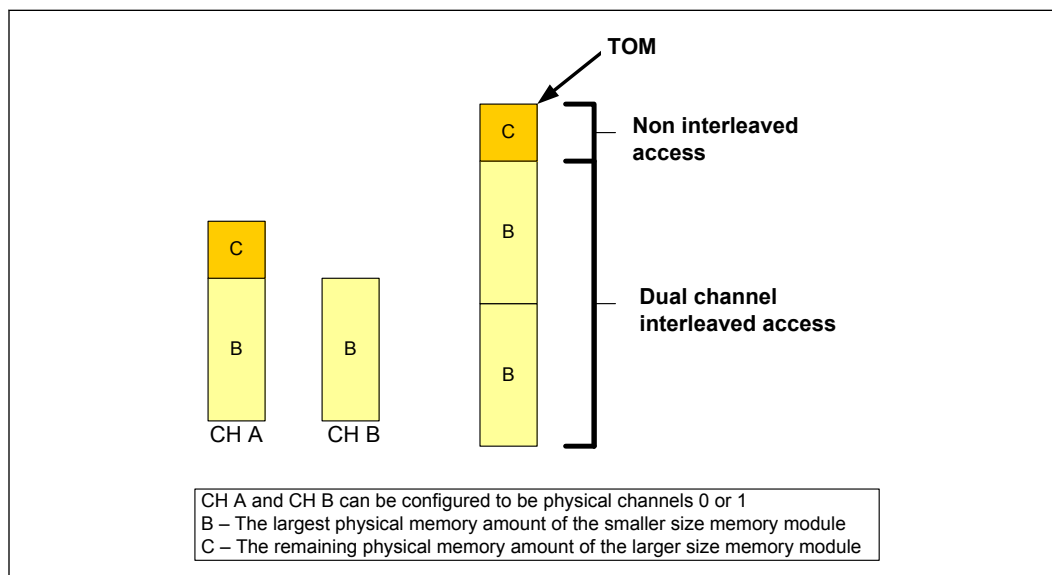 TOM
C
Non interleaved
access
B
C
Dual channel
interleaved access
B
B
B
CH A
CH B
CH A and CH B can be configured to be physical channels 0 or 1
B – The largest physical memory amount of the smaller size memory module
C – The remaining physical memory amount of the larger size memory module